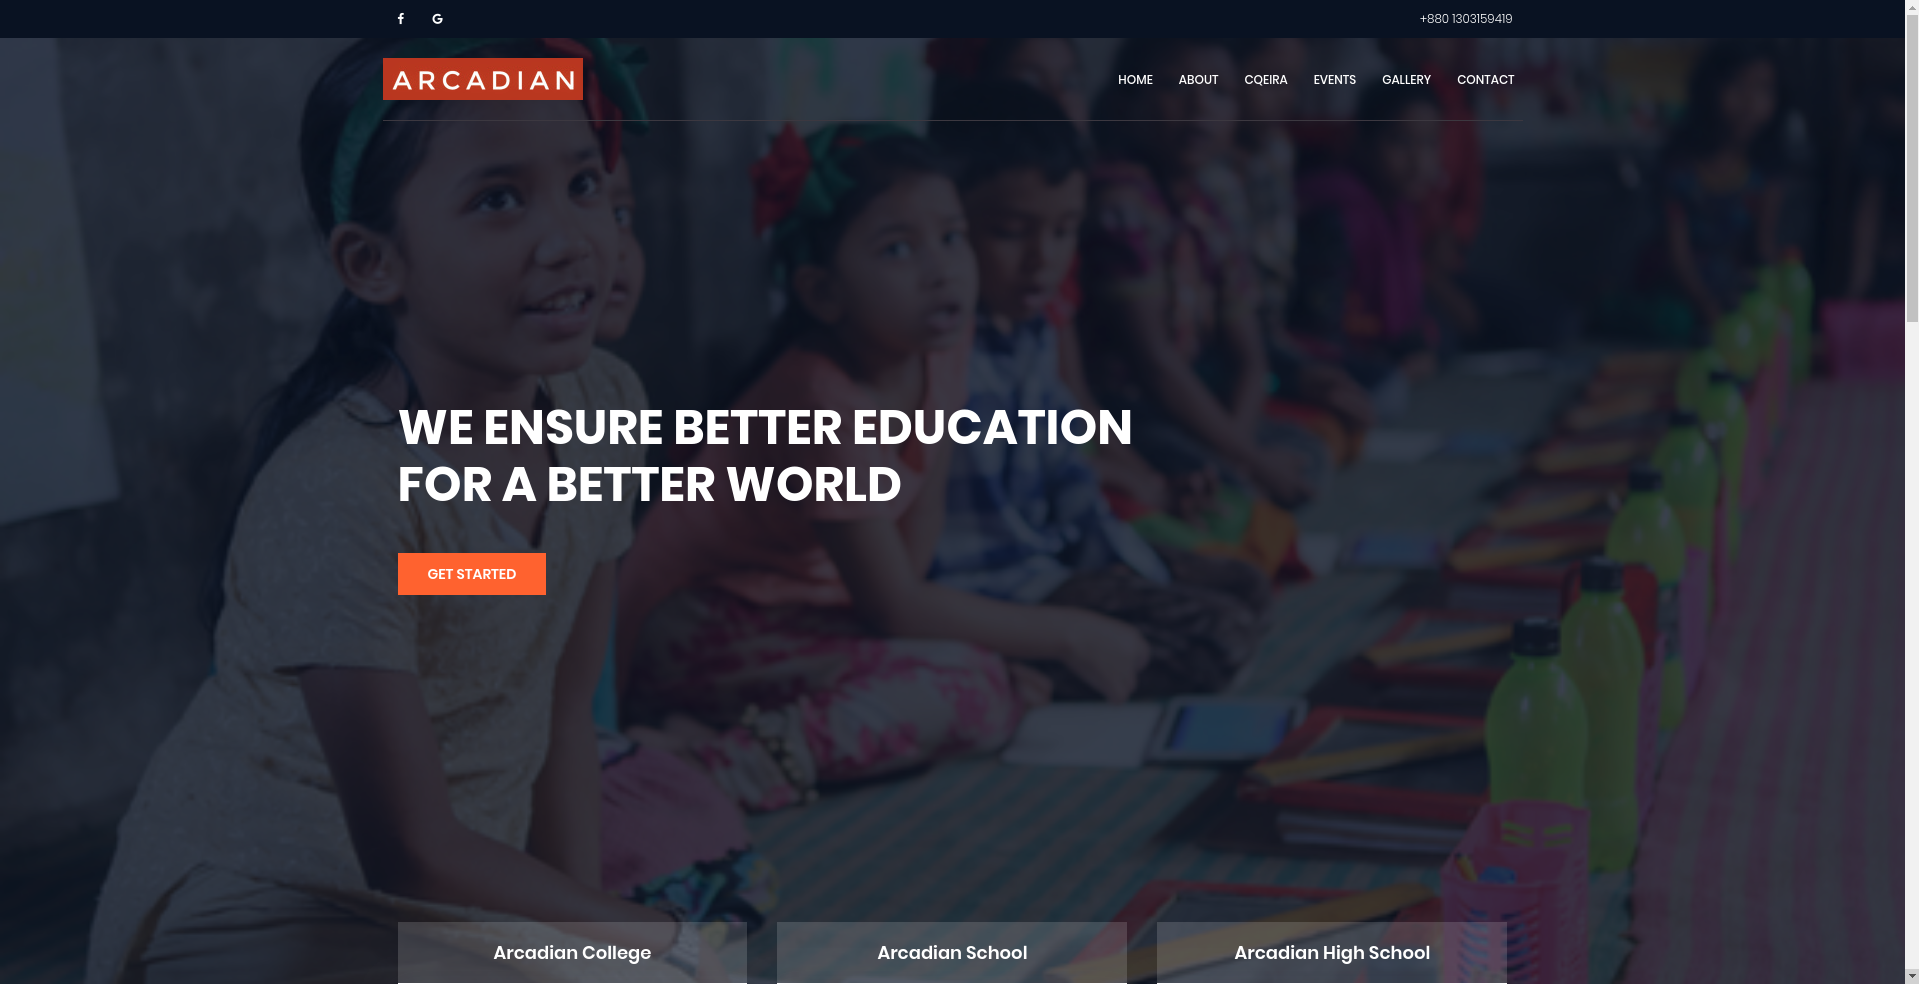 +880 1303159419
ARCADIAN
HOME ABOUT CQEIRA EVENTS GALLERY CONTACT
WE ENSURE BETTER EDUCATION
FOR A BETTER WORLD
GET STARTED
Arcadian College
Arcadian School
Arcadian High School